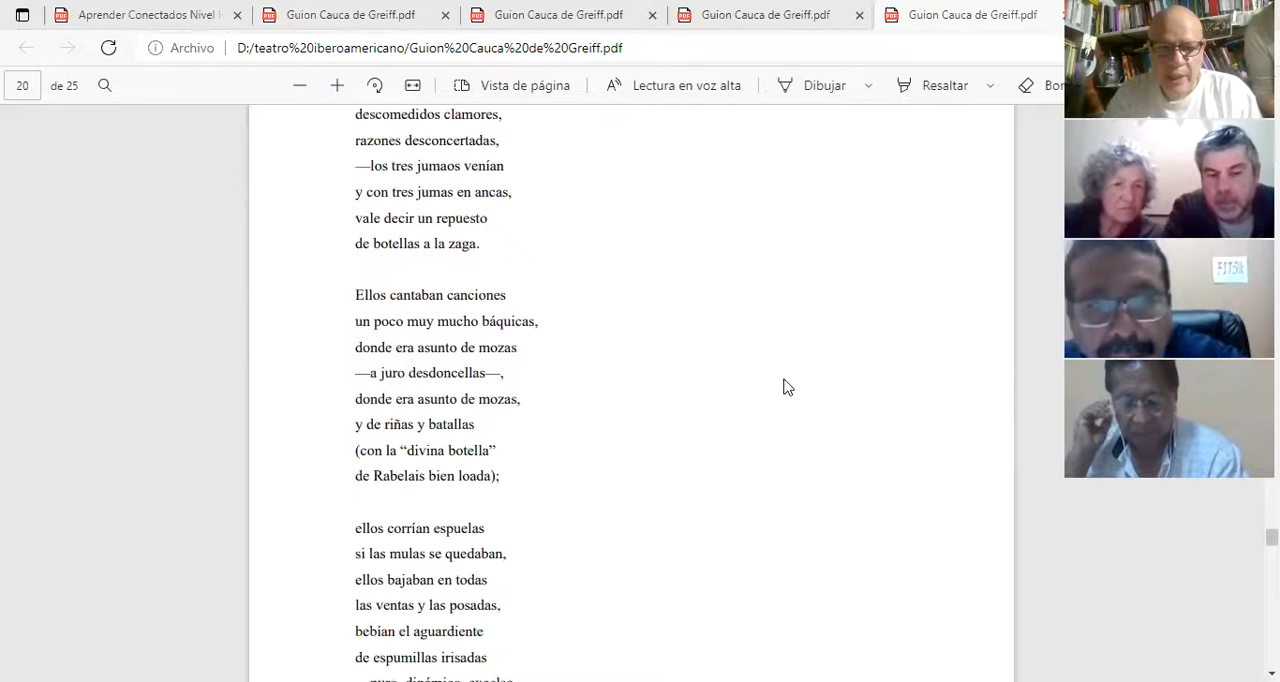 Aprender Conectados Nivel I
Guion Cauca de Greiff.pdf
Guion Cauca de Greiff.pdf
Guion Cauca de Greiff.pdf
Guion Cauca de Greiff.pdf
Archivo
D:/teatro%20iberoamericano/Guion%20Cauca%20de%20Greiff.pdf
20 de 25
Vista de página
Lectura en voz alta
Dibujar
Resaltar
Bor
descomedidos clamores,
razones desconcertadas,
—los tres jumaos venían
y con tres jumas en ancas,
vale decir un repuesto
de botellas a la zaga.
Ellos cantaban canciones
un poco muy mucho báquicas,
donde era asunto de mozas
—a juro desdoncellas—,
donde era asunto de mozas,
y de riñas y batallas
(con la “divina botella”
de Rabelais bien loada);
ellos corrían espuelas
si las mulas se quedaban,
ellos bajaban en todas
las ventas y las posadas,
bebían el aguardiente
de espumillas irisadas
—puro, dinámico, excelso